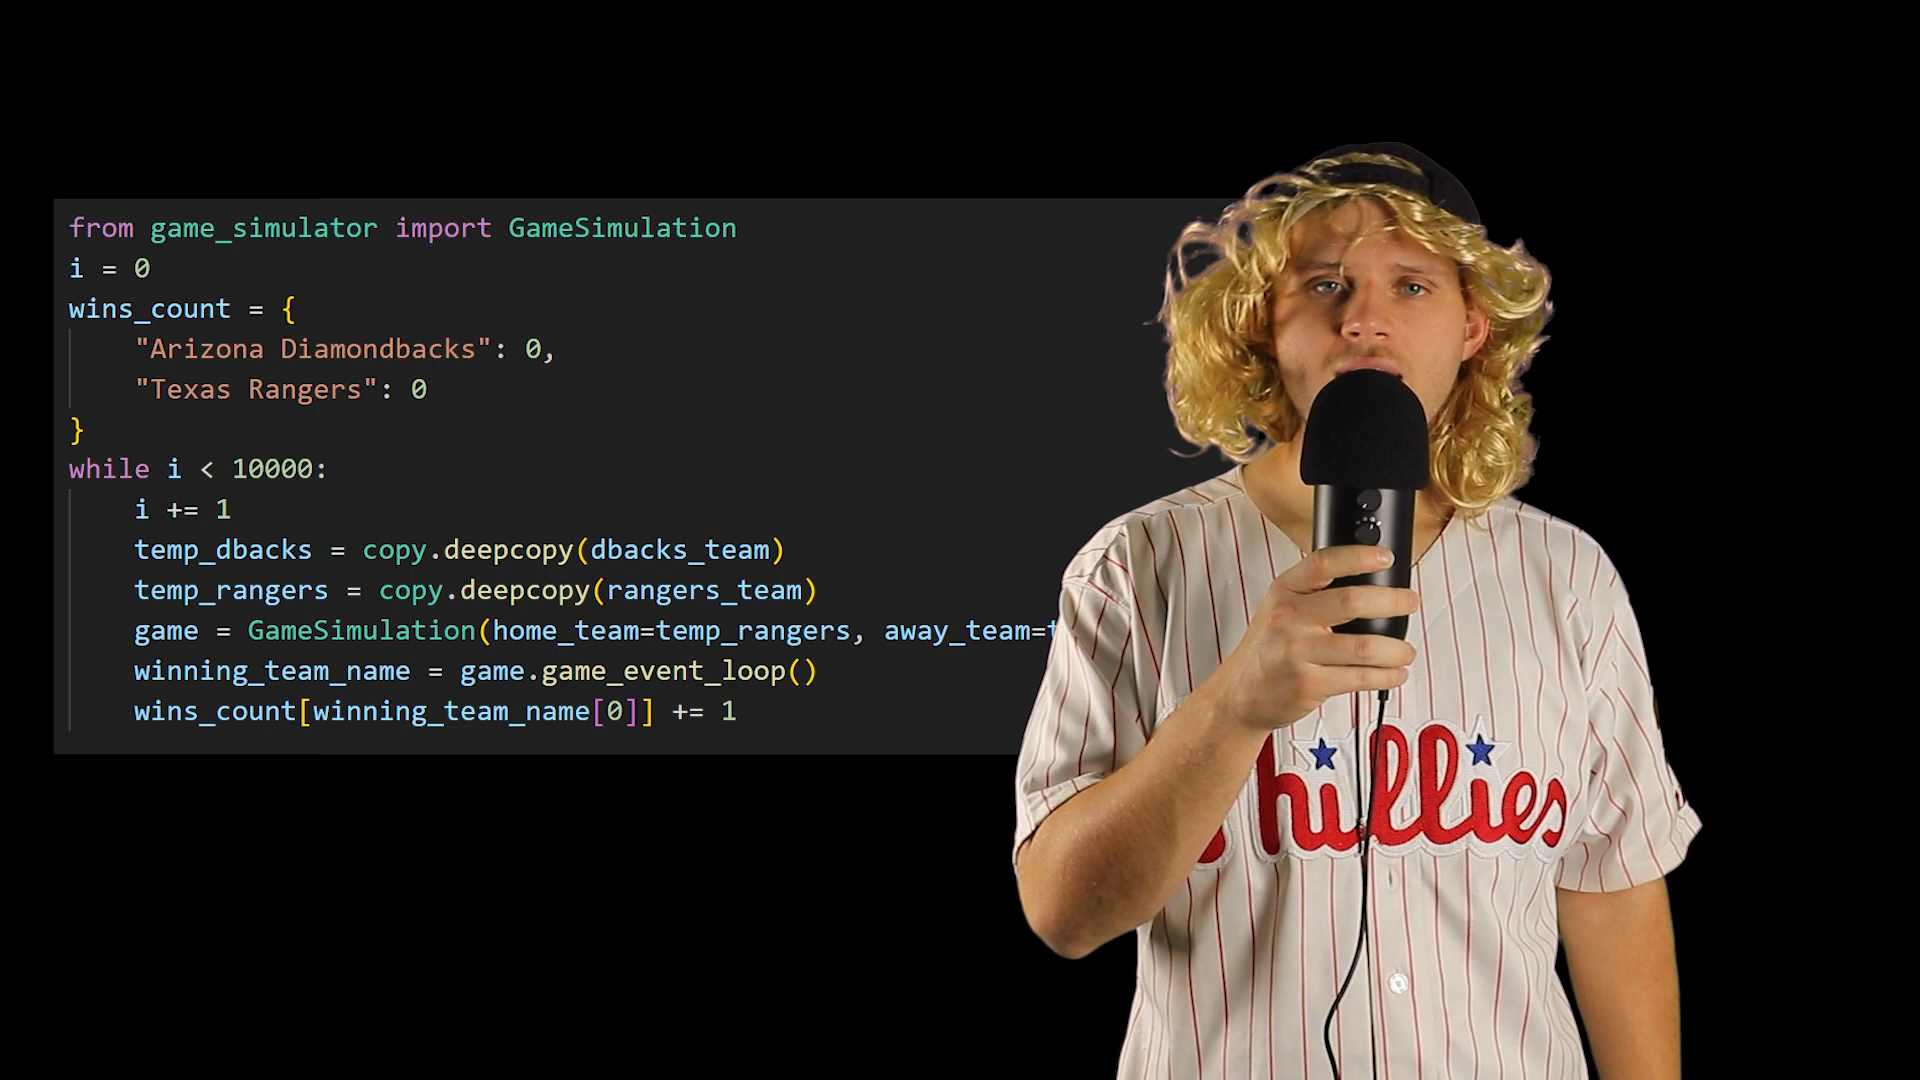 from game_simulator import GameSimulation
i = 0
wins_count = {
    "Arizona Diamondbacks": 0,
    "Texas Rangers": 0
}
while i < 10000:
    i += 1
    temp_dbacks = copy.deepcopy(dbacks_team)
    temp_rangers = copy.deepcopy(rangers_team)
    game = GameSimulation(home_team=temp_rangers, away_team=
    winning_team_name = game.game_event_loop()
    wins_count[winning_team_name[0]] += 1
Phillies